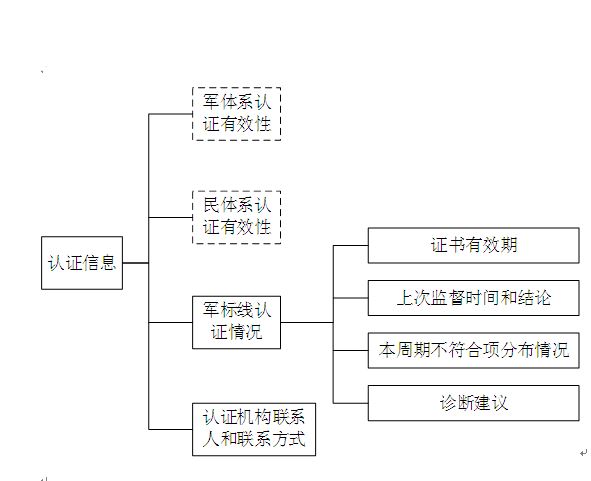 军体系认
证有效性
民体系认
证有效性
认证信息
军标线认
证情况
认证机构联系
人和联系方式
证书有效期
上次监督时间和结论
本周期不符合项分布情况
诊断建议